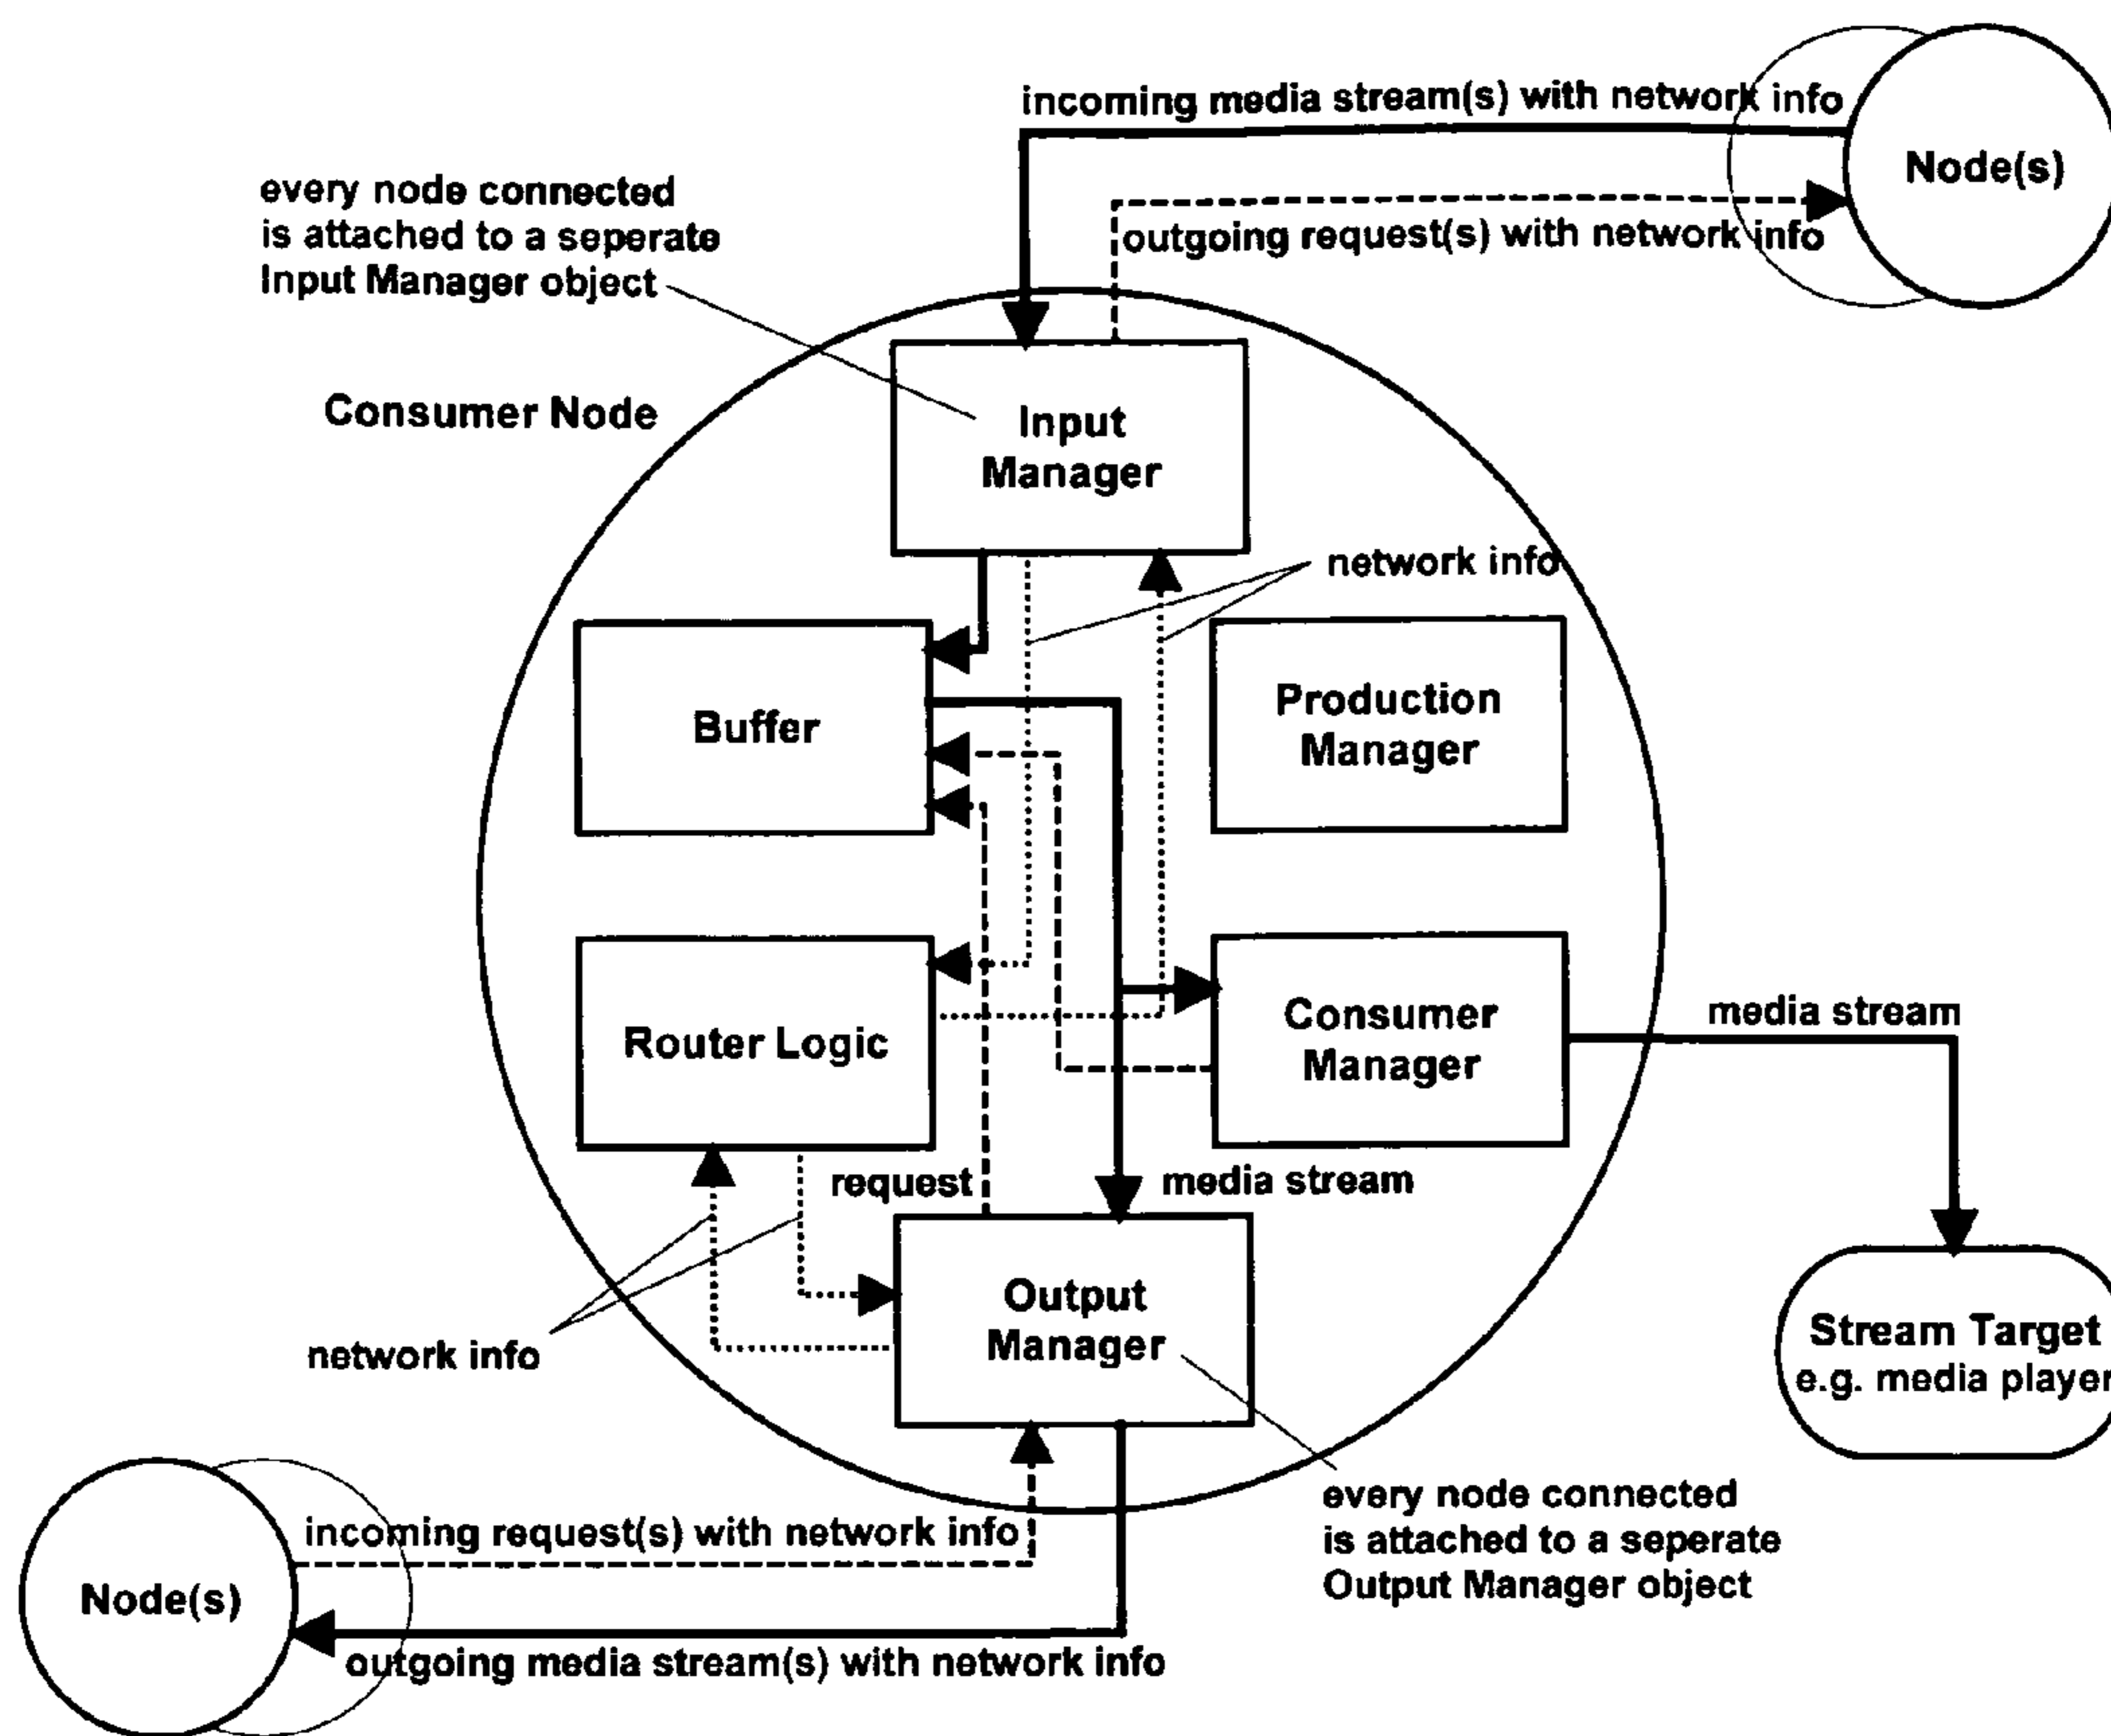 incoming media stream(s) with network info
Node(s)
every node connected
is attached to a seperate
Input Manager object
outgoing request(s) with network info
Consumer Node
Input
Manager
network info
Buffer
Production
Manager
Router Logic
Consumer
Manager
media stream
request
media stream
Output
Manager
network info
Stream Target
e.g. media player
every node connected
is attached to a seperate
Output Manager object
incoming request(s) with network info
Node(s)
outgoing media stream(s) with network info